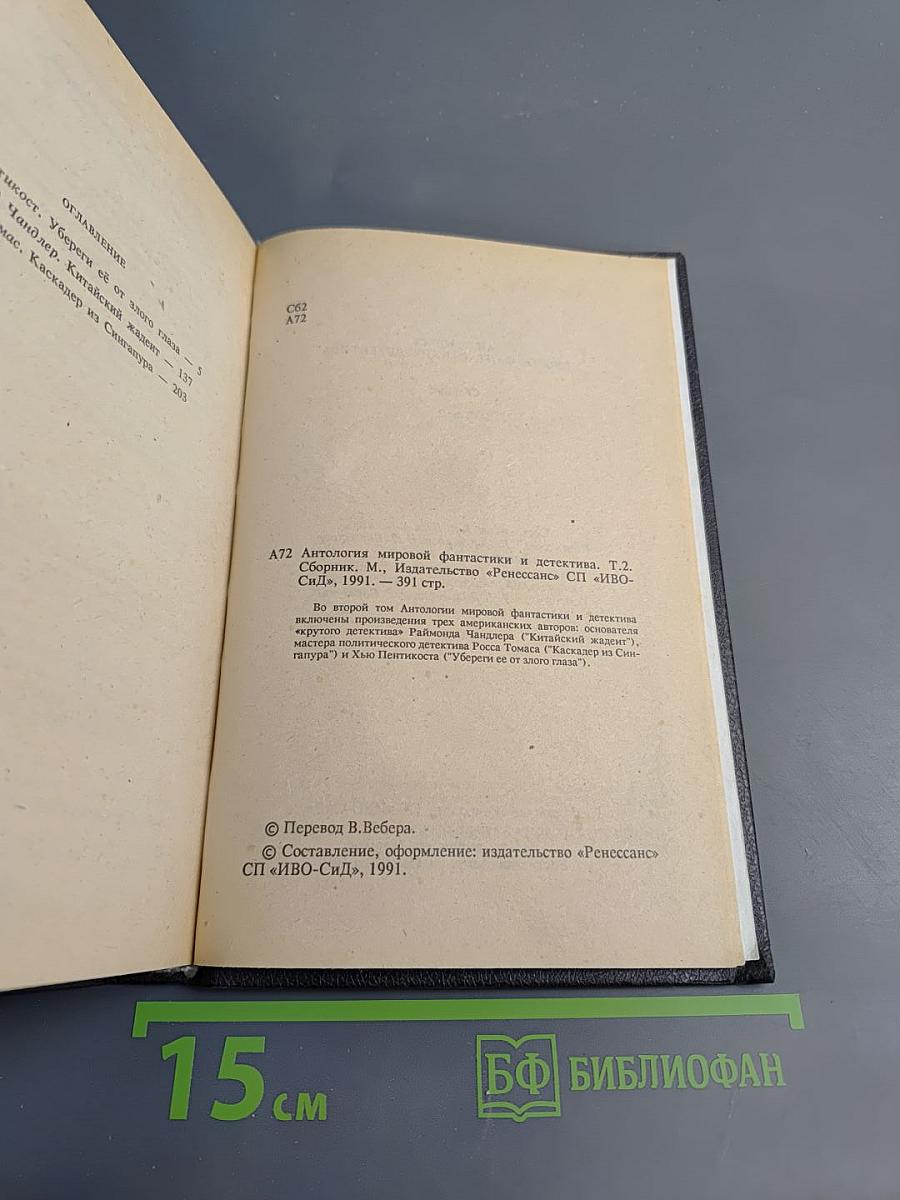 ОГЛАВЛЕНИЕ
Убереги её от злого глаза — 5
Чандлер. Китайский жадеит — 137
Каскадер из Сингапура — 203
С62
А72
А72 Антология мировой фантастики и детектива. Т.2.
Сборник. М., Издательство «Ренессанс» СП «ИВО-
СиД», 1991. — 391 стр.
Во второй том Антологии мировой фантастики и детектива
включены произведения трех американских авторов: основателя
«крутого детектива» Раймонда Чандлера ("Китайский жадеит"),
мастера политического детектива Росса Томаса ("Каскадер из Син-
гапура") и Хью Пентикоста ("Убереги ее от злого глаза").
© Перевод В.Вебера.
© Составление, оформление: издательство «Ренессанс»
СП «ИВО-СиД», 1991.
15 см
БФ БИБЛИОФАН